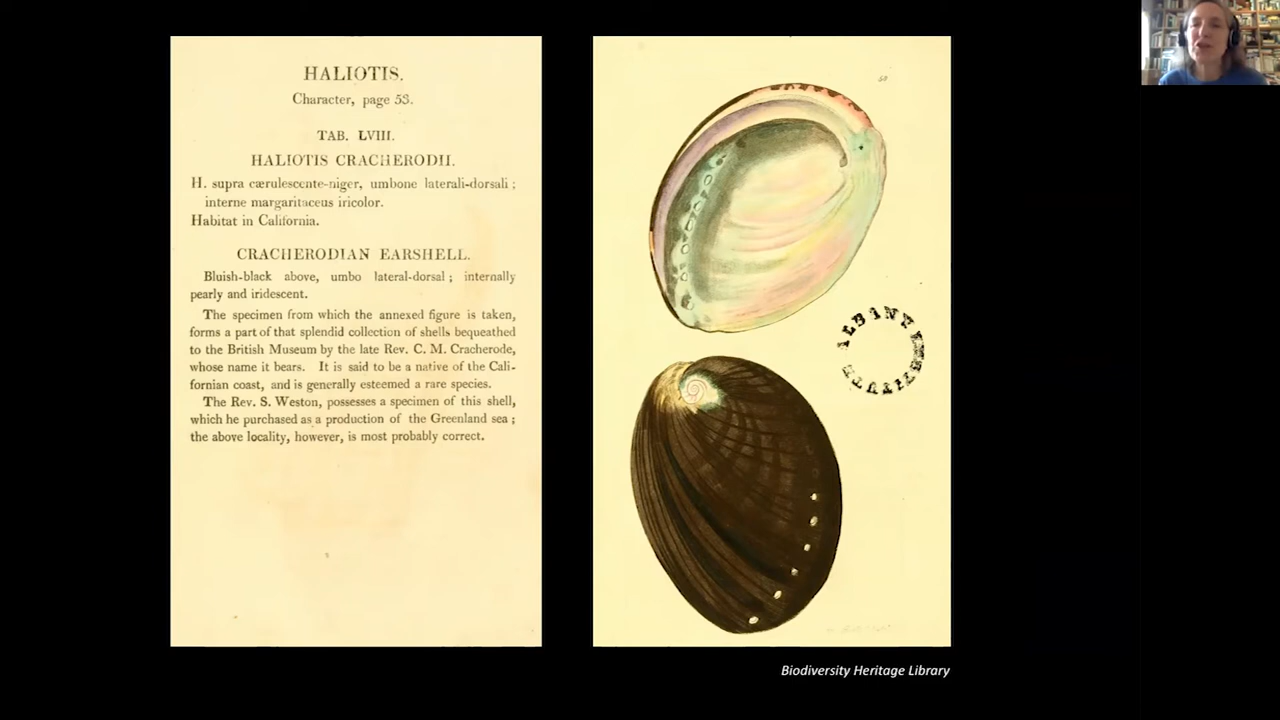 HALIOTIS.
Character, page 53.
TAB. LVIII.
HALIOTIS CRACHERODII.
H. supra cærulescente-niger, umbone laterali-dorsali;
interne margaritaceus iricolor.
Habitat in California.
CRACHERODIAN EARSHELL.
Bluish-black above, umbo lateral-dorsal; internally
pearly and iridescent.
The specimen from which the annexed figure is taken,
forms a part of that splendid collection of shells bequeathed
to the British Museum by the late Rev. C. M. Cracherode,
whose name it bears. It is said to be a native of the Cali-
fornian coast, and is generally esteemed a rare species.
The Rev. S. Weston, possesses a specimen of this shell,
which he purchased as a production of the Greenland sea;
the above locality, however, is most probably correct.
ALBANY
Biodiversity Heritage Library